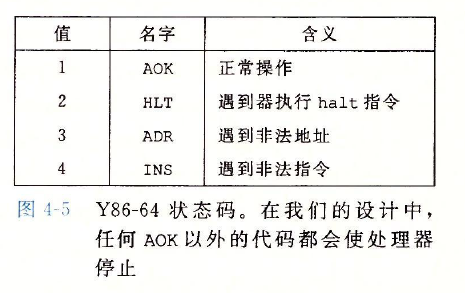 值 名字 含义
1 AOK 正常操作
2 HLT 遇到器执行 halt 指令
3 ADR 遇到非法地址
4 INS 遇到非法指令
图 4-5 Y86-64 状态码。在我们的设计中，
任何 AOK 以外的代码都会使处理器
停止